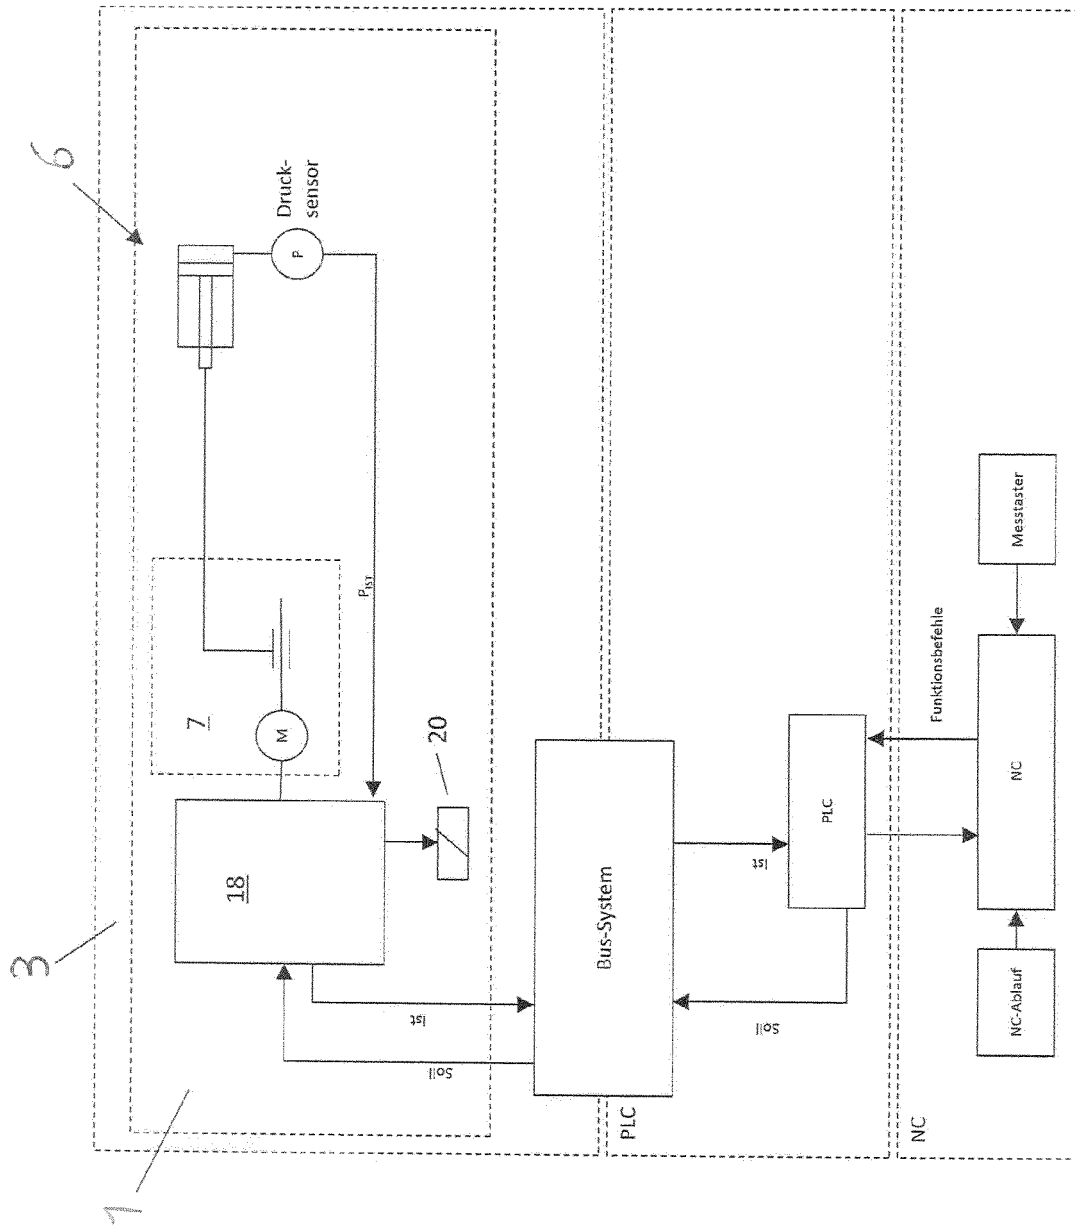 3
6
1
18
7
M
P
Druck-
sensor
P_IST
20
Soll
Ist
Bus-System
PLC
Soll
Ist
PLC
Funktionsbefehle
NC
NC-Ablauf
NC
Messtaster